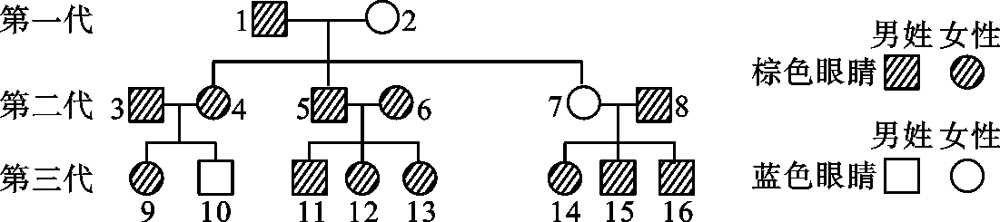 第一代 1 2
男姓 女性
棕色眼睛
第二代 3 4 5 6 7 8
男姓 女性
蓝色眼睛
第三代
9 10 11 12 13 14 15 16